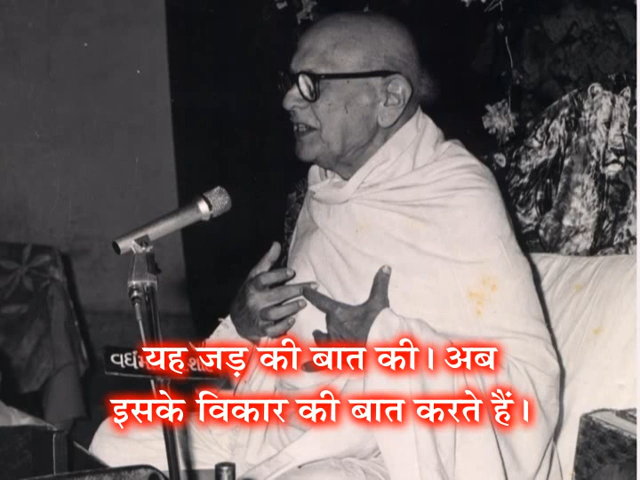 यह जड़ की बात की। अब
इसके विकार की बात करते हैं।